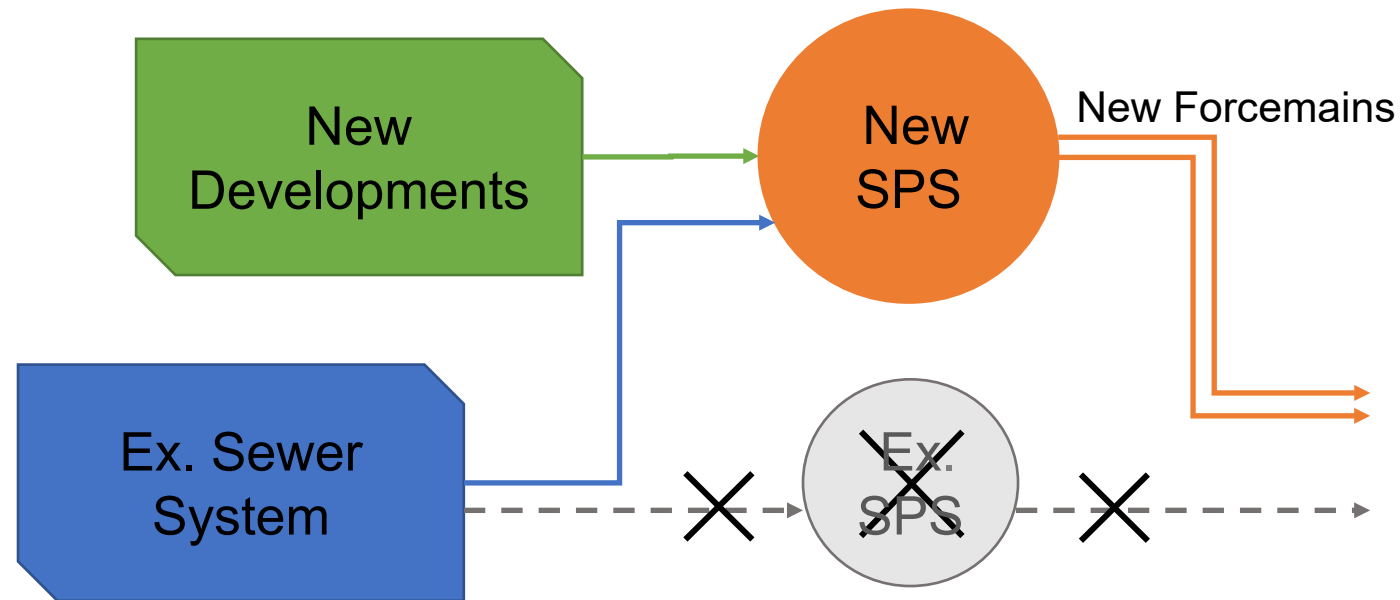 New
Developments
New
SPS
New Forcemains
Ex. Sewer
System
Ex.
SPS